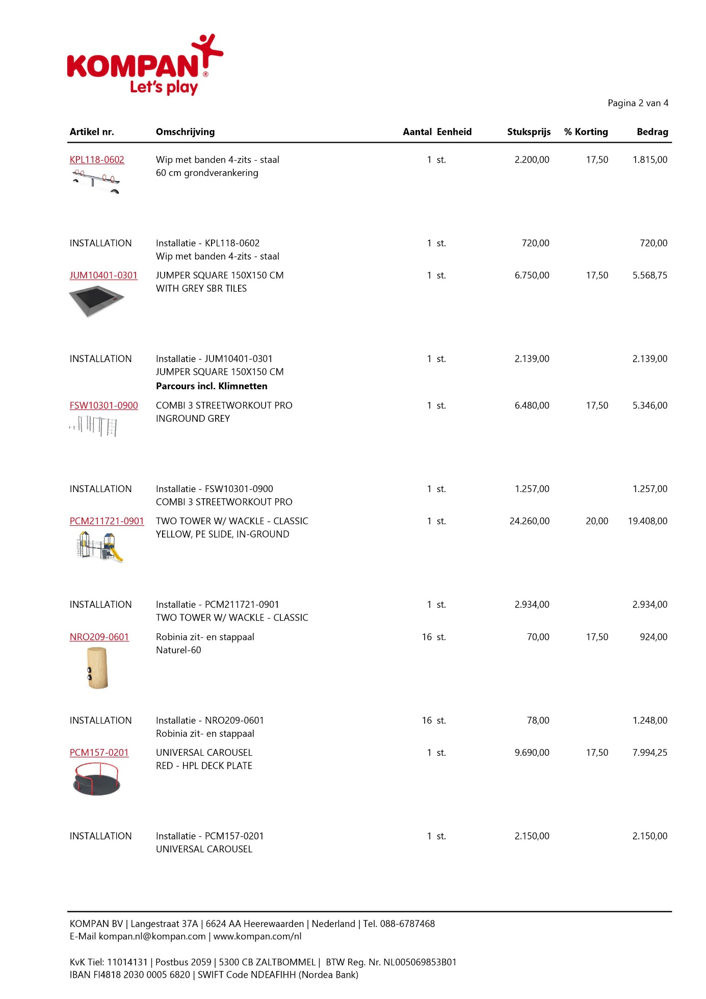 KOMPAN®
Let's play
Pagina 2 van 4
Artikel nr. Omschrijving Aantal Eenheid Stuksprijs % Korting Bedrag
KPL118-0602 Wip met banden 4-zits - staal 1 st. 2.200,00 17,50 1.815,00
60 cm grondverankering
INSTALLATION Installatie - KPL118-0602 1 st. 720,00 720,00
Wip met banden 4-zits - staal
JUM10401-0301 JUMPER SQUARE 150X150 CM 1 st. 6.750,00 17,50 5.568,75
WITH GREY SBR TILES
INSTALLATION Installatie - JUM10401-0301 1 st. 2.139,00 2.139,00
JUMPER SQUARE 150X150 CM
Parcours incl. Klimnetten
FSW10301-0900 COMBI 3 STREETWORKOUT PRO 1 st. 6.480,00 17,50 5.346,00
INGROUND GREY
INSTALLATION Installatie - FSW10301-0900 1 st. 1.257,00 1.257,00
COMBI 3 STREETWORKOUT PRO
PCM211721-0901 TWO TOWER W/ WACKLE - CLASSIC 1 st. 24.260,00 20,00 19.408,00
YELLOW, PE SLIDE, IN-GROUND
INSTALLATION Installatie - PCM211721-0901 1 st. 2.934,00 2.934,00
TWO TOWER W/ WACKLE - CLASSIC
NRO209-0601 Robinia zit- en stappaal 16 st. 70,00 17,50 924,00
Naturel-60
INSTALLATION Installatie - NRO209-0601 16 st. 78,00 1.248,00
Robinia zit- en stappaal
PCM157-0201 UNIVERSAL CAROUSEL 1 st. 9.690,00 17,50 7.994,25
RED - HPL DECK PLATE
INSTALLATION Installatie - PCM157-0201 1 st. 2.150,00 2.150,00
UNIVERSAL CAROUSEL
KOMPAN BV | Langestraat 37A | 6624 AA Heerewaarden | Nederland | Tel. 088-6787468
E-Mail kompan.nl@kompan.com | www.kompan.com/nl
KvK Tiel: 11014131 | Postbus 2059 | 5300 CB ZALTBOMMEL | BTW Reg. Nr. NL005069853B01
IBAN FI4818 2030 0005 6820 | SWIFT Code NDEAFIHH (Nordea Bank)